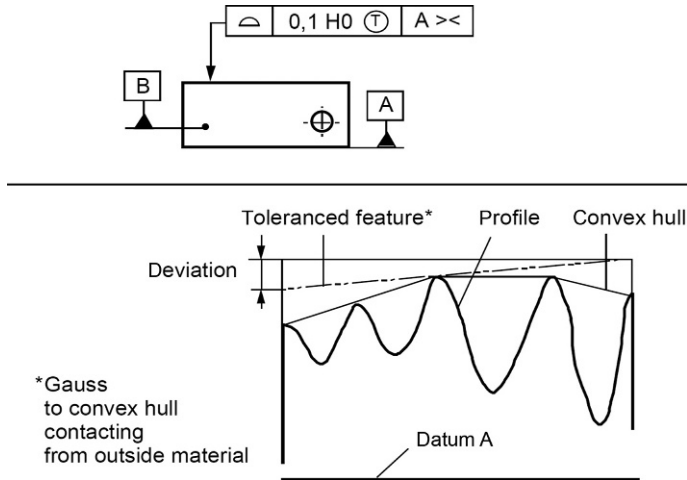 ⌓ 0,1 H0 Ⓣ A ><
B
A
Toleranced feature* Profile Convex hull
Deviation
*Gauss
to convex hull
contacting
from outside material
Datum A